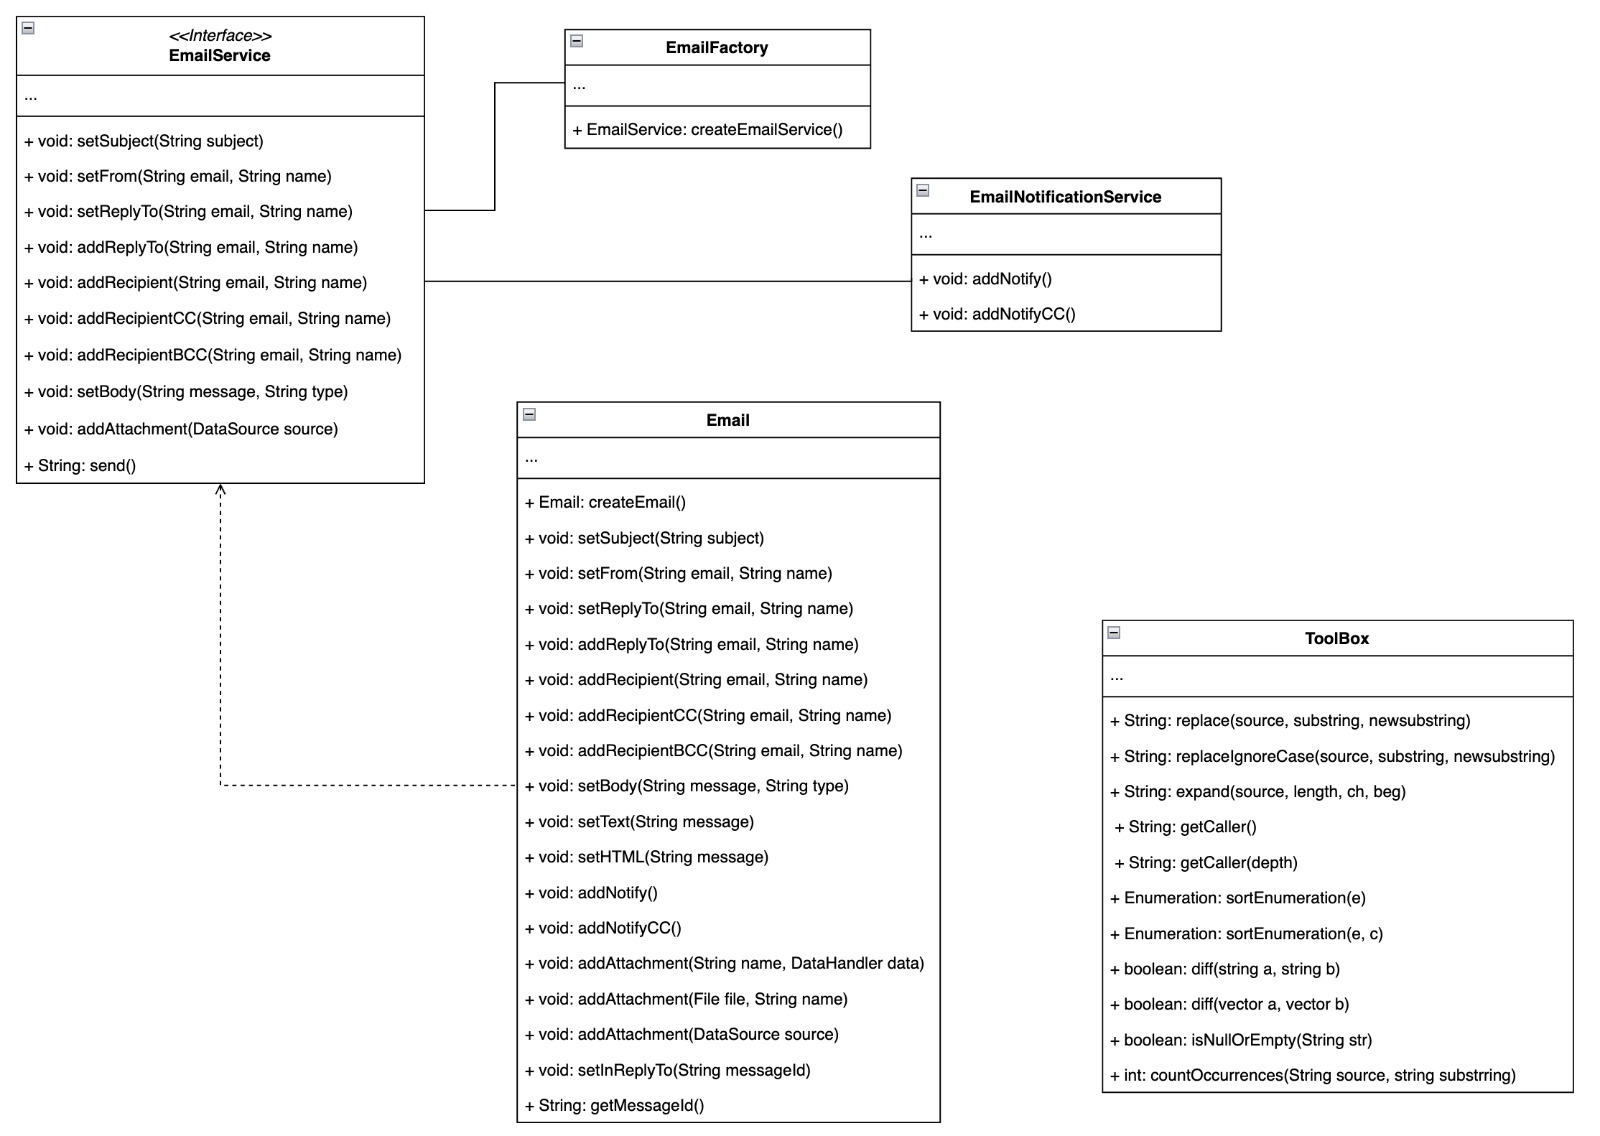 <<Interface>>
EmailService
...
+ void: setSubject(String subject)
+ void: setFrom(String email, String name)
+ void: setReplyTo(String email, String name)
+ void: addReplyTo(String email, String name)
+ void: addRecipient(String email, String name)
+ void: addRecipientCC(String email, String name)
+ void: addRecipientBCC(String email, String name)
+ void: setBody(String message, String type)
+ void: addAttachment(DataSource source)
+ String: send()
EmailFactory
...
+ EmailService: createEmailService()
EmailNotificationService
...
+ void: addNotify()
+ void: addNotifyCC()
Email
...
+ Email: createEmail()
+ void: setSubject(String subject)
+ void: setFrom(String email, String name)
+ void: setReplyTo(String email, String name)
+ void: addReplyTo(String email, String name)
+ void: addRecipient(String email, String name)
+ void: addRecipientCC(String email, String name)
+ void: addRecipientBCC(String email, String name)
+ void: setBody(String message, String type)
+ void: setText(String message)
+ void: setHTML(String message)
+ void: addNotify()
+ void: addNotifyCC()
+ void: addAttachment(String name, DataHandler data)
+ void: addAttachment(File file, String name)
+ void: addAttachment(DataSource source)
+ void: setInReplyTo(String messageId)
+ String: getMessageId()
ToolBox
...
+ String: replace(source, substring, newsubstring)
+ String: replaceIgnoreCase(source, substring, newsubstring)
+ String: expand(source, length, ch, beg)
+ String: getCaller()
+ String: getCaller(depth)
+ Enumeration: sortEnumeration(e)
+ Enumeration: sortEnumeration(e, c)
+ boolean: diff(string a, string b)
+ boolean: diff(vector a, vector b)
+ boolean: isNullOrEmpty(String str)
+ int: countOccurrences(String source, string substrring)